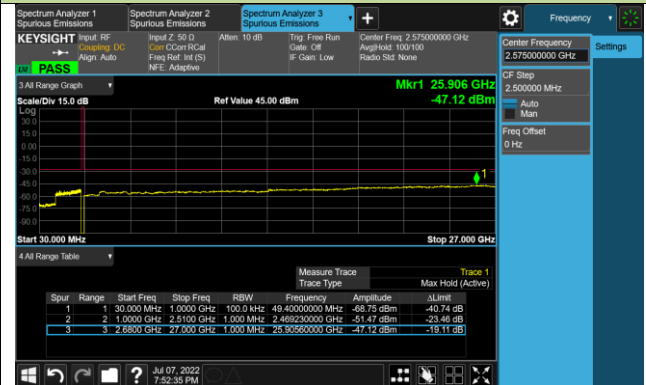 Spectrum Analyzer 1
Spurious Emissions
Spectrum Analyzer 2
Spurious Emissions
Spectrum Analyzer 3
Spurious Emissions
Frequency
KEYSIGHT
Input: RF
Coupling: DC
Align: Auto
Input Z: 50 Ω
Corr CCorr RCal
Freq Ref: Int (S)
NFE: Adaptive
Atten: 10 dB
Trig: Free Run
Gate: Off
IF Gain: Low
Center Freq: 2.575000000 GHz
Avg|Hold: 100/100
Radio Std: None
PASS
Center Frequency
2.575000000 GHz
Settings
CF Step
2.500000 MHz
Auto
Man
Freq Offset
0 Hz
3 All Range Graph
Mkr1 25.906 GHz
Scale/Div 15.0 dB
Ref Value 45.00 dBm
-47.12 dBm
Log
30.0
15.0
0.00
-15.0
-30.0
-45.0
-60.0
-75.0
-90.0
1
Start 30.000 MHz
Stop 27.000 GHz
4 All Range Table
Measure Trace Trace 1
Trace Type Max Hold (Active)
Spur Range Start Freq Stop Freq RBW Frequency Amplitude ΔLimit
1 1 30.000 MHz 1.0000 GHz 100.0 kHz 49.40000000 MHz -68.75 dBm -40.74 dB
2 2 1.0000 GHz 2.5100 GHz 1.000 MHz 2.469230000 GHz -51.47 dBm -23.46 dB
3 3 2.6800 GHz 27.000 GHz 1.000 MHz 25.90560000 GHz -47.12 dBm -19.11 dB
Jul 07, 2022
7:52:35 PM